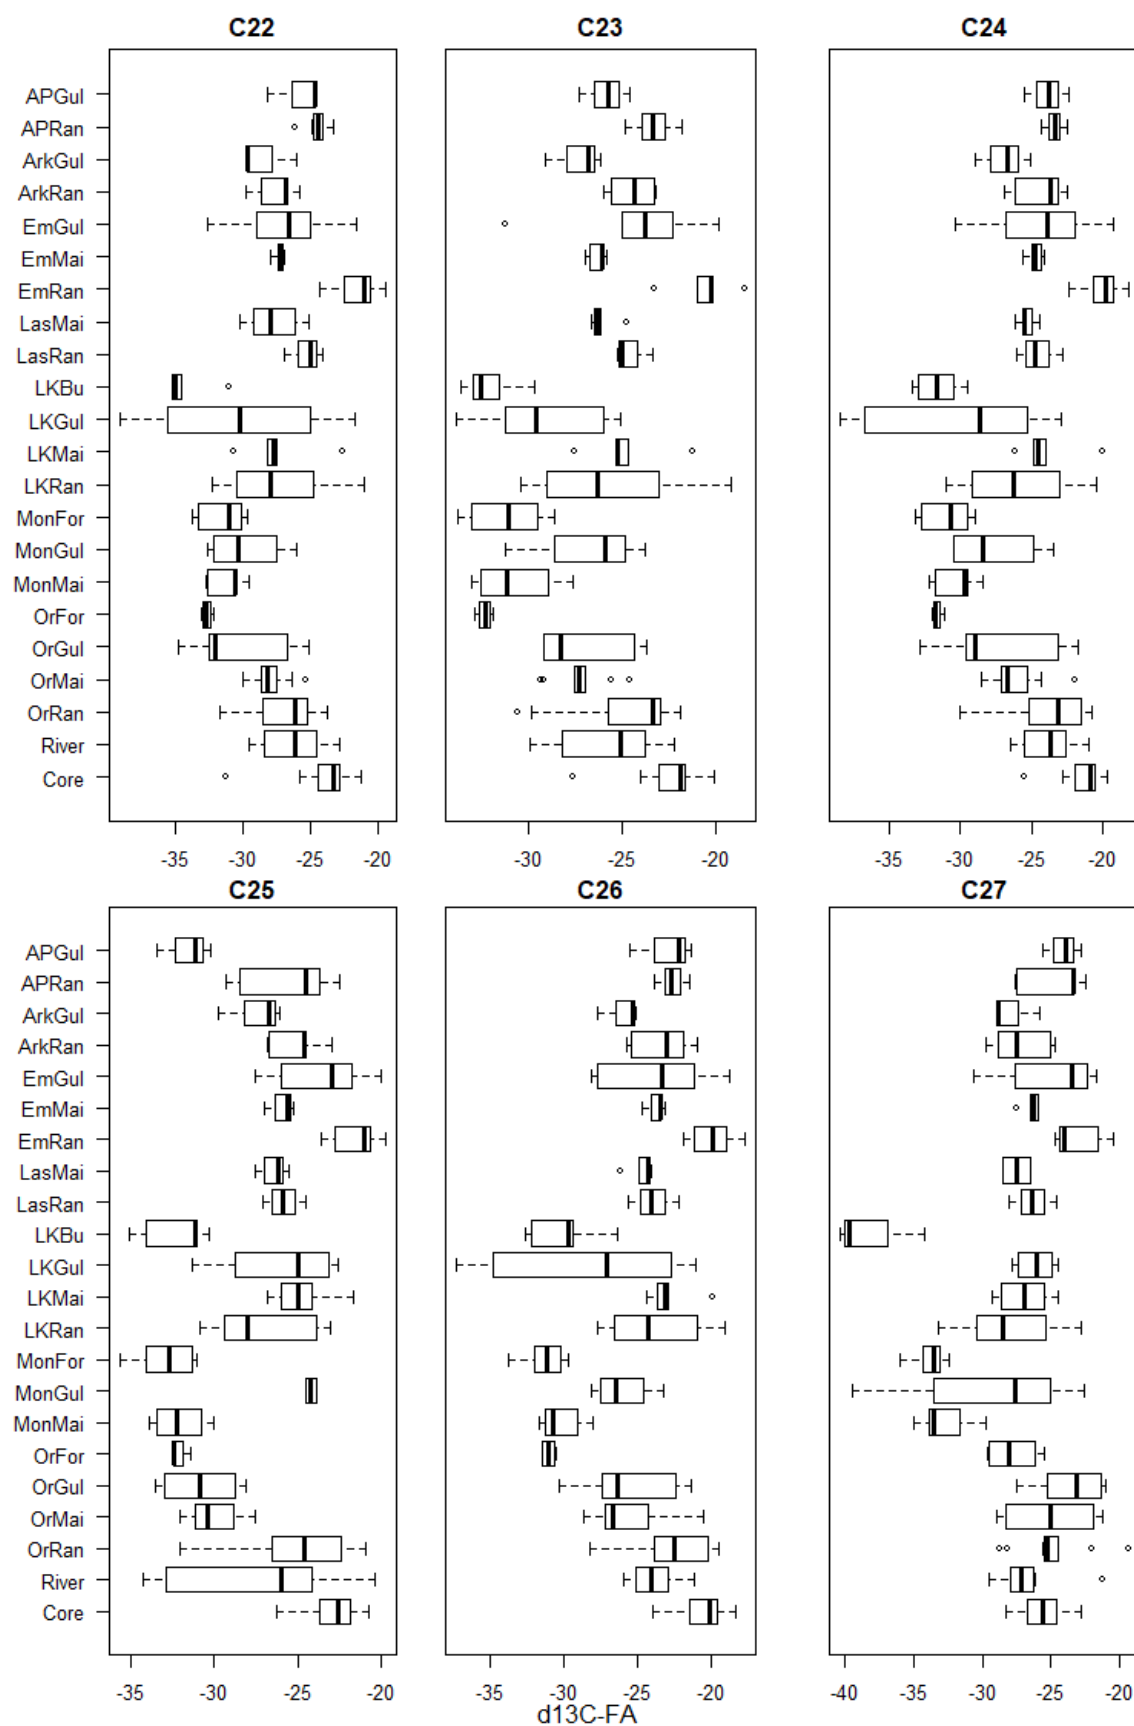 C22 C23 C24
APGul
APRan
ArkGul
ArkRan
EmGul
EmMai
EmRan
LasMai
LasRan
LKBu
LKGul
LKMai
LKRan
MonFor
MonGul
MonMai
OrFor
OrGul
OrMai
OrRan
River
Core
-35 -30 -25 -20 -30 -25 -20 -35 -30 -25 -20
C25 C26 C27
APGul
APRan
ArkGul
ArkRan
EmGul
EmMai
EmRan
LasMai
LasRan
LKBu
LKGul
LKMai
LKRan
MonFor
MonGul
MonMai
OrFor
OrGul
OrMai
OrRan
River
Core
-35 -30 -25 -20 -35 -30 -25 -20 -40 -35 -30 -25 -20
d13C-FA